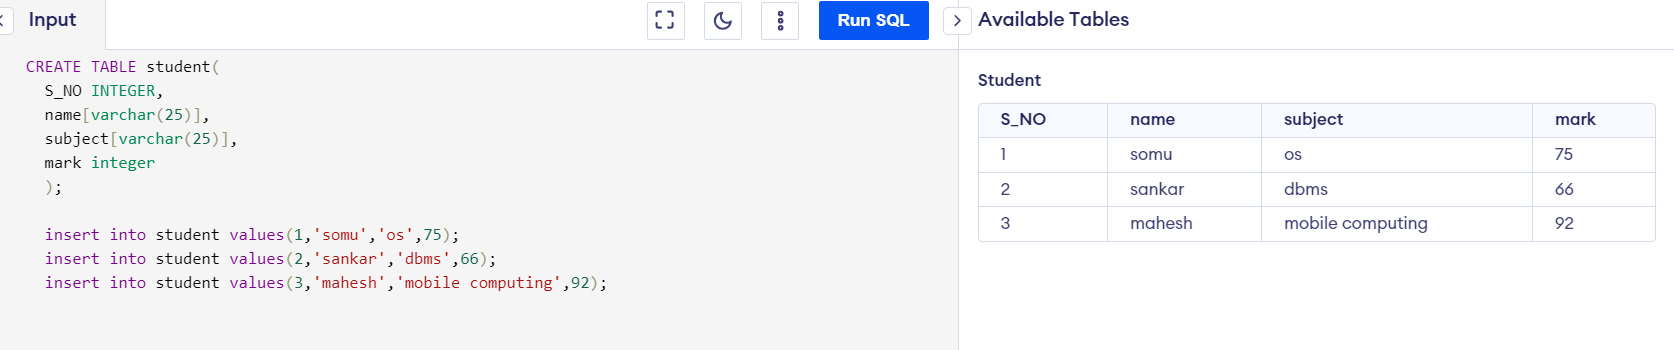 Input
Run SQL
Available Tables
CREATE TABLE student(
S_NO INTEGER,
name[varchar(25)],
subject[varchar(25)],
mark integer
);
insert into student values(1,'somu','os',75);
insert into student values(2,'sankar','dbms',66);
insert into student values(3,'mahesh','mobile computing',92);
Student
S_NO name subject mark
1 somu os 75
2 sankar dbms 66
3 mahesh mobile computing 92